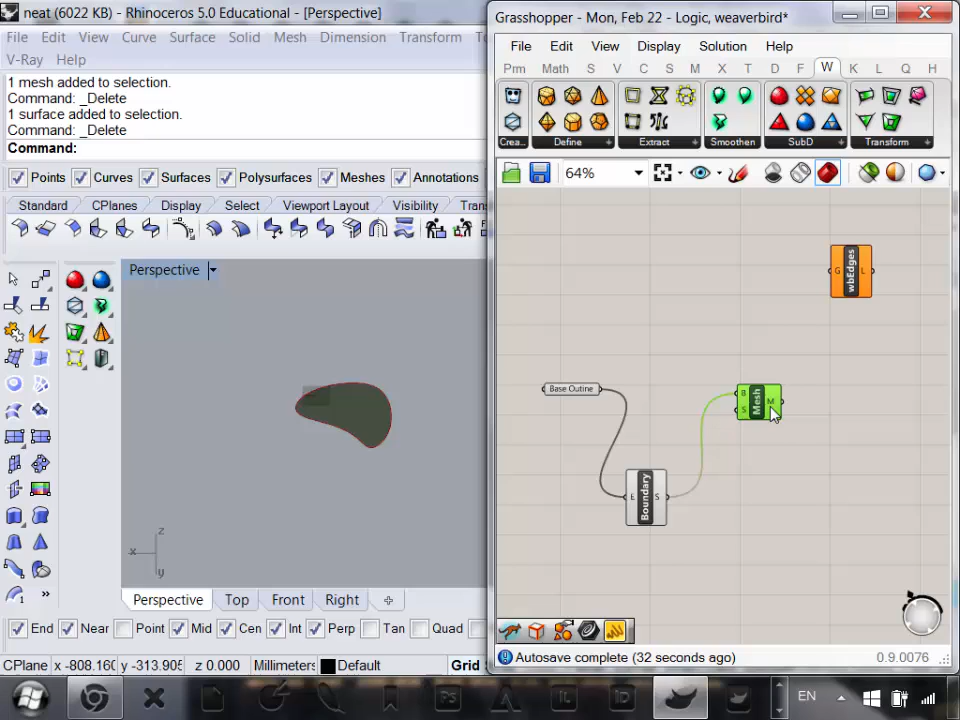 neat (6022 KB) - Rhinoceros 5.0 Educational - [Perspective]
File Edit View Curve Surface Solid Mesh Dimension Transform
V-Ray Help
1 mesh added to selection.
Command: _Delete
1 surface added to selection.
Command: _Delete
Command:
Points Curves Surfaces Polysurfaces Meshes Annotations
Standard CPlanes Display Select Viewport Layout Visibility
Perspective
z
x
y
Perspective Top Front Right
End Near Point Mid Cen Int Perp Tan Quad
CPlane x -808.160 y -313.905 z 0.000 Millimeters Default Grid
Grasshopper - Mon, Feb 22 - Logic, weaverbird*
File Edit View Display Solution Help
Prm Math S V C S M X T D F W K L Q H
Crea... Define Extract Smoothen SubD Transform
64%
G wbEdges L
Base Outine
B S Mesh M
E Boundary S
Autosave complete (32 seconds ago) 0.9.0076
Ps
EN